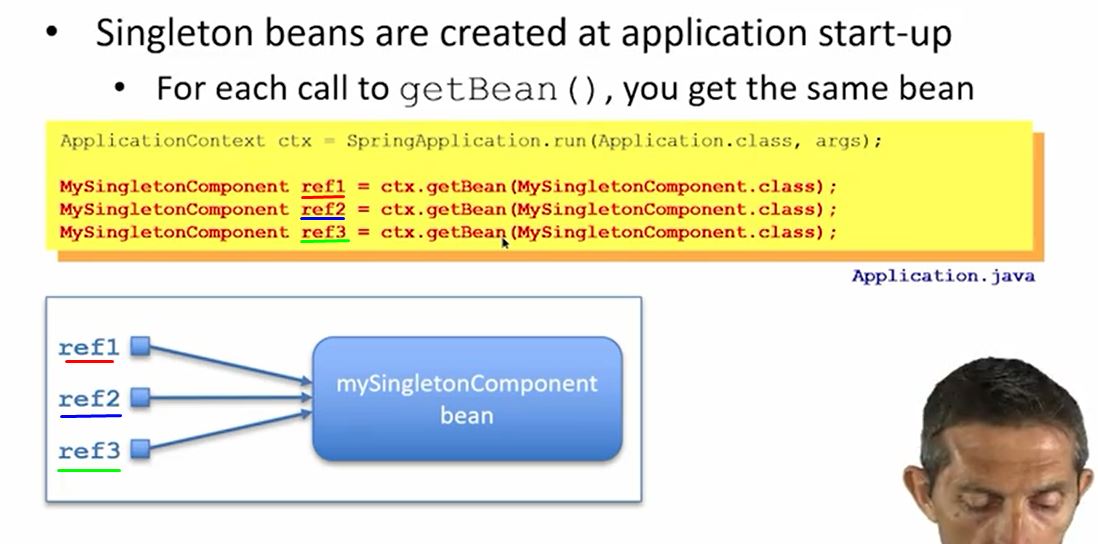 • Singleton beans are created at application start-up
• For each call to getBean(), you get the same bean
ApplicationContext ctx = SpringApplication.run(Application.class, args);
MySingletonComponent ref1 = ctx.getBean(MySingletonComponent.class);
MySingletonComponent ref2 = ctx.getBean(MySingletonComponent.class);
MySingletonComponent ref3 = ctx.getBean(MySingletonComponent.class);
Application.java
ref1
ref2
ref3
mySingletonComponent
bean